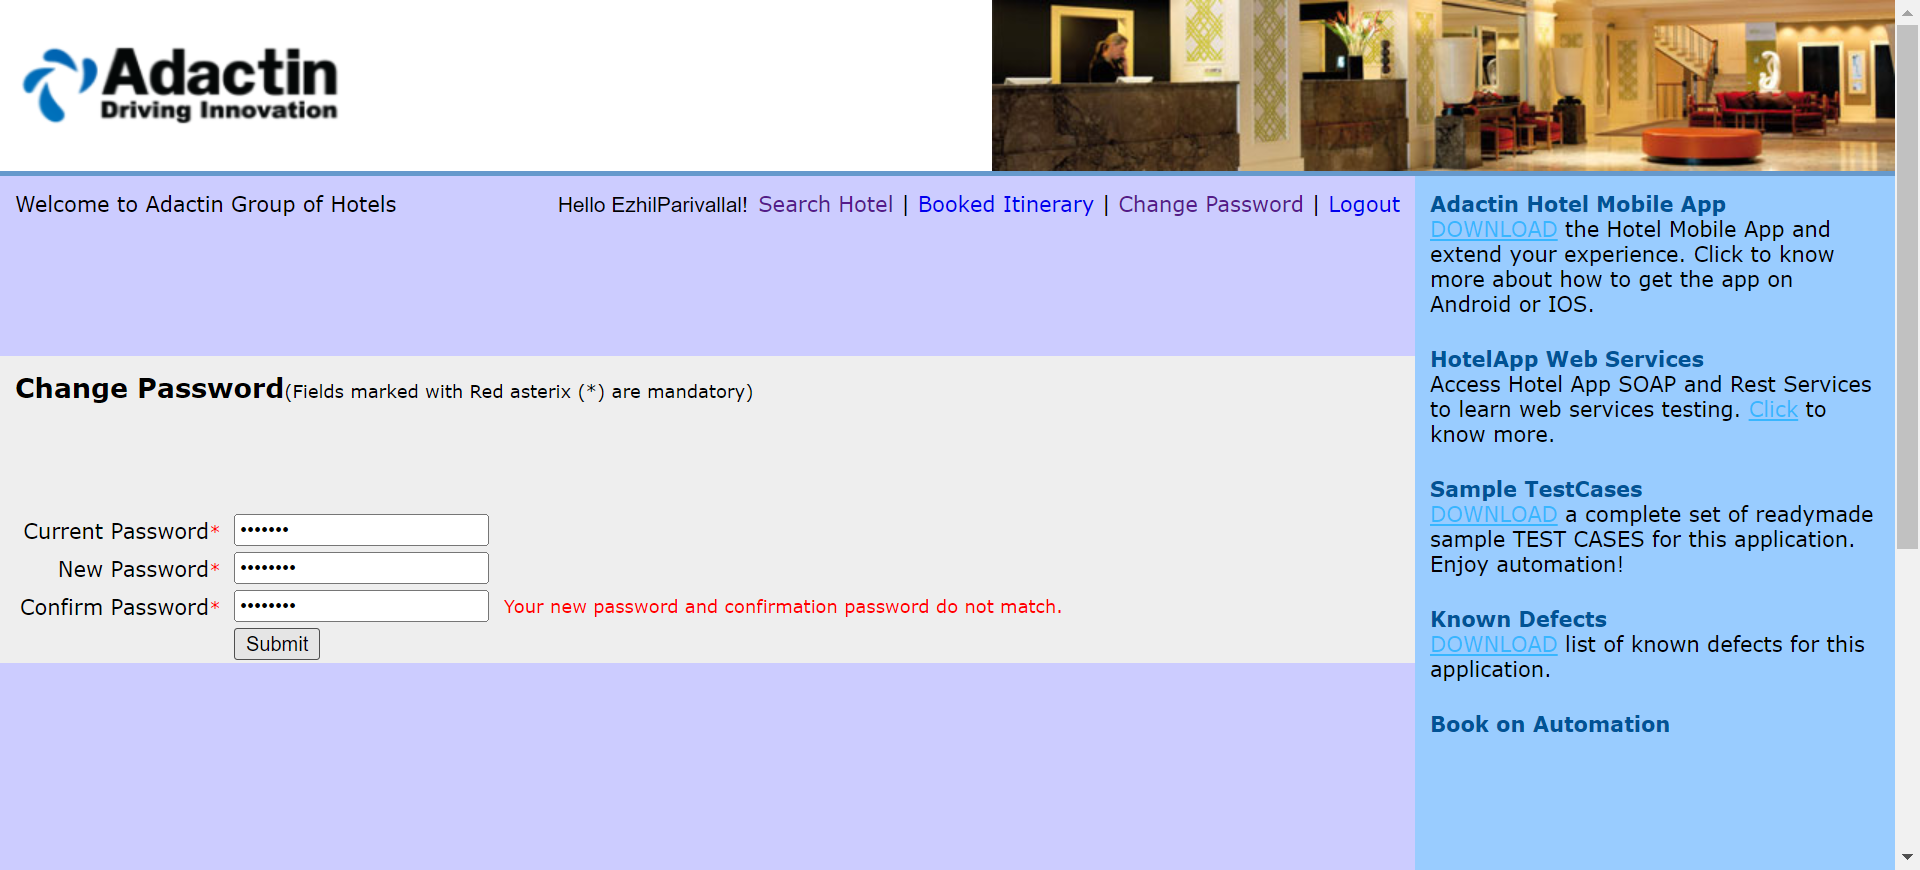 Adactin
Driving Innovation
Welcome to Adactin Group of Hotels
Hello EzhilParivallal! Search Hotel | Booked Itinerary | Change Password | Logout
Change Password(Fields marked with Red asterix (*) are mandatory)
Current Password* •••••••
New Password* ••••••••
Confirm Password* •••••••• Your new password and confirmation password do not match.
Submit
Adactin Hotel Mobile App
DOWNLOAD the Hotel Mobile App and
extend your experience. Click to know
more about how to get the app on
Android or IOS.
HotelApp Web Services
Access Hotel App SOAP and Rest Services
to learn web services testing. Click to
know more.
Sample TestCases
DOWNLOAD a complete set of readymade
sample TEST CASES for this application.
Enjoy automation!
Known Defects
DOWNLOAD list of known defects for this
application.
Book on Automation